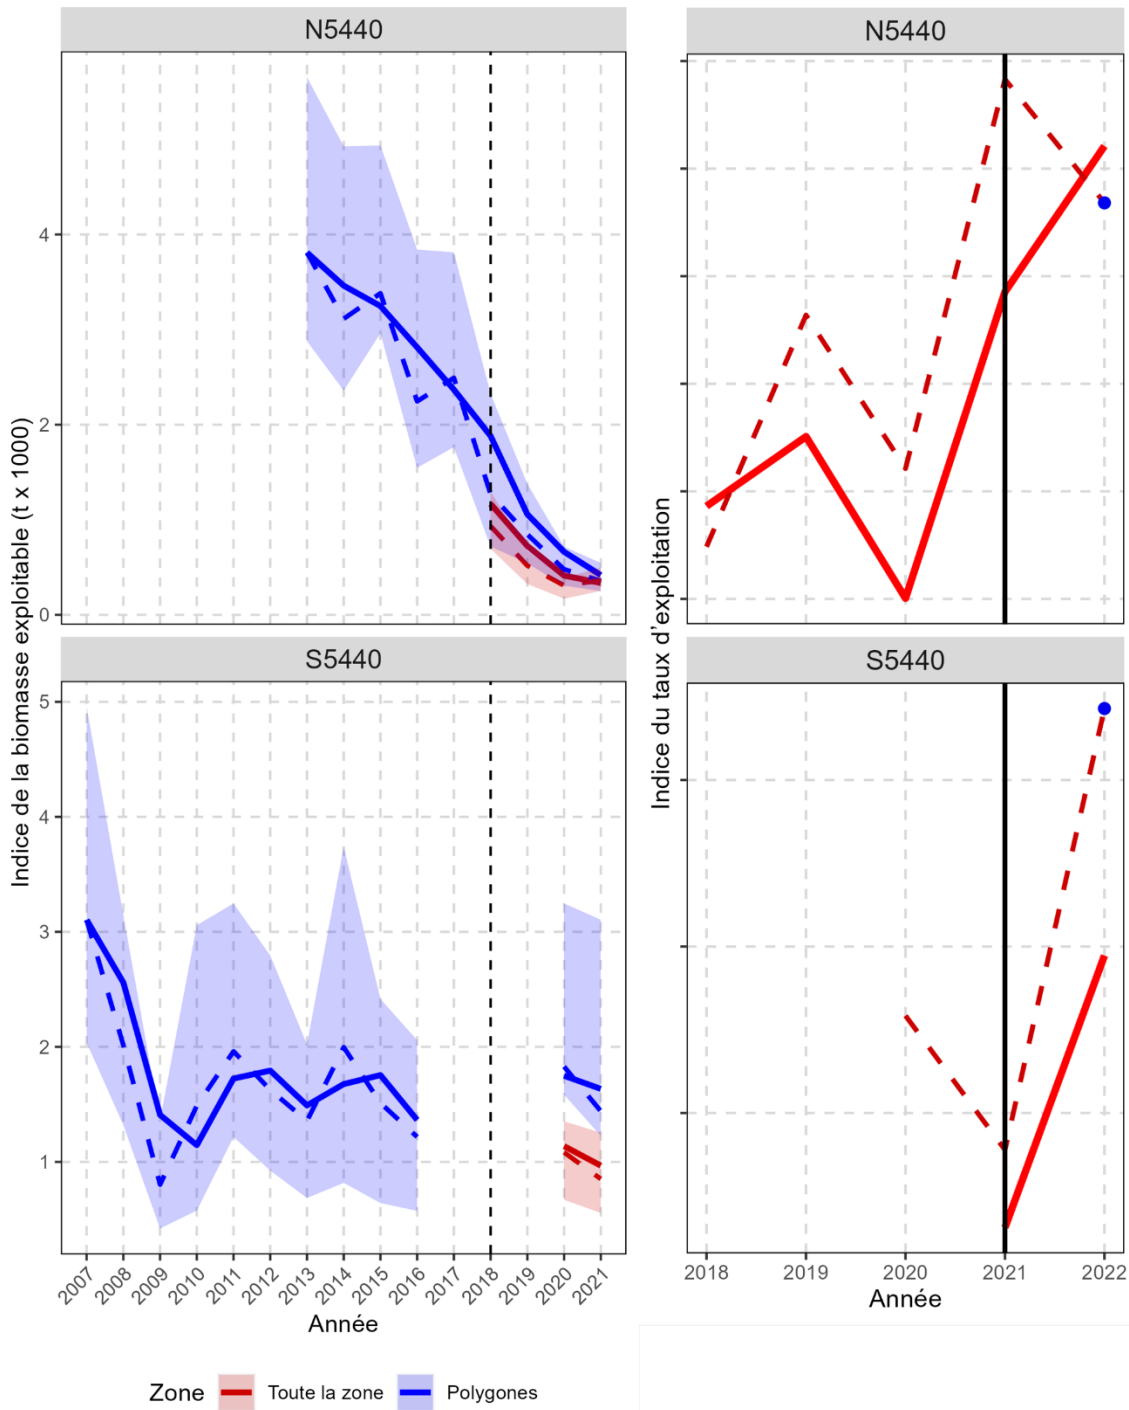 N5440
N5440
Indice de la biomasse exploitable (t x 1000)
4
2
0
Indice du taux d’exploitation
S5440
S5440
5
4
3
2
1
2007 2008 2009 2010 2011 2012 2013 2014 2015 2016 2017 2018 2019 2020 2021
Année
2018 2019 2020 2021 2022
Année
Zone Toute la zone Polygones